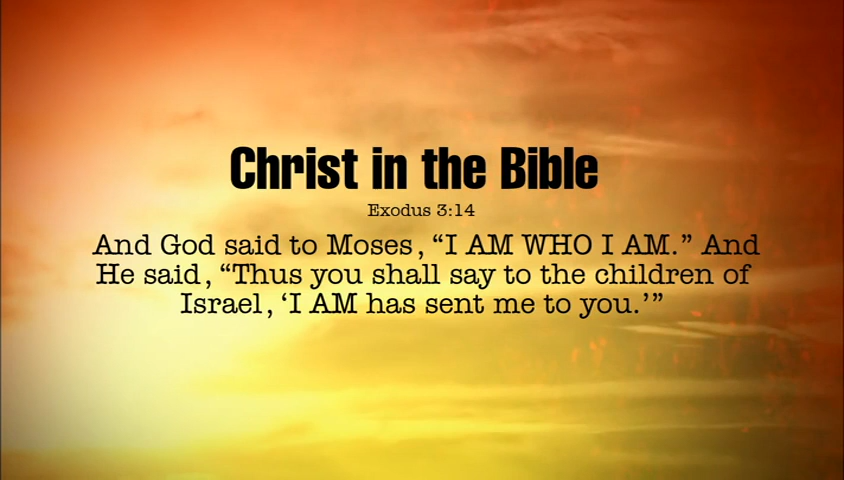 Christ in the Bible
Exodus 3:14
And God said to Moses, “I AM WHO I AM.” And
He said, “Thus you shall say to the children of
Israel, ‘I AM has sent me to you.’”